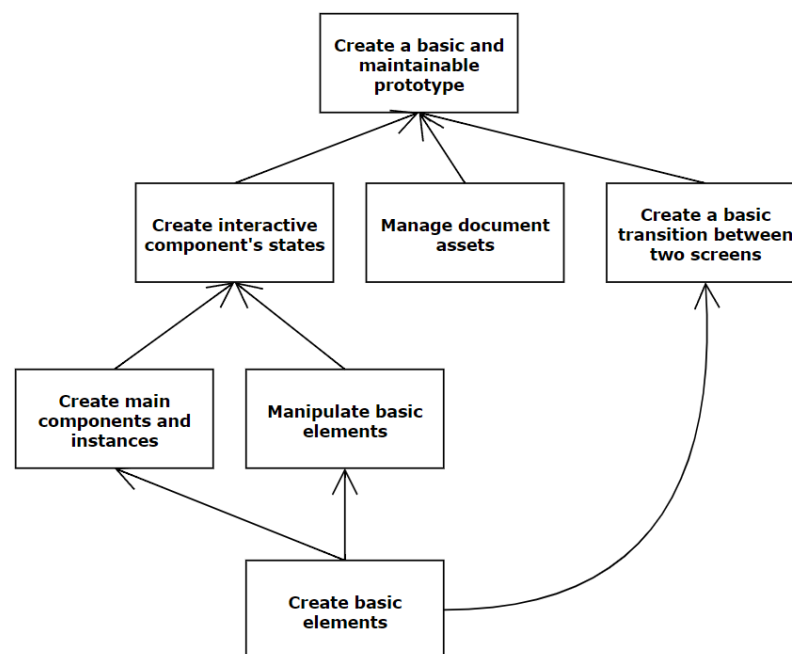 Create a basic and
maintainable
prototype
Create interactive
component's states
Manage document
assets
Create a basic
transition between
two screens
Create main
components and
instances
Manipulate basic
elements
Create basic
elements